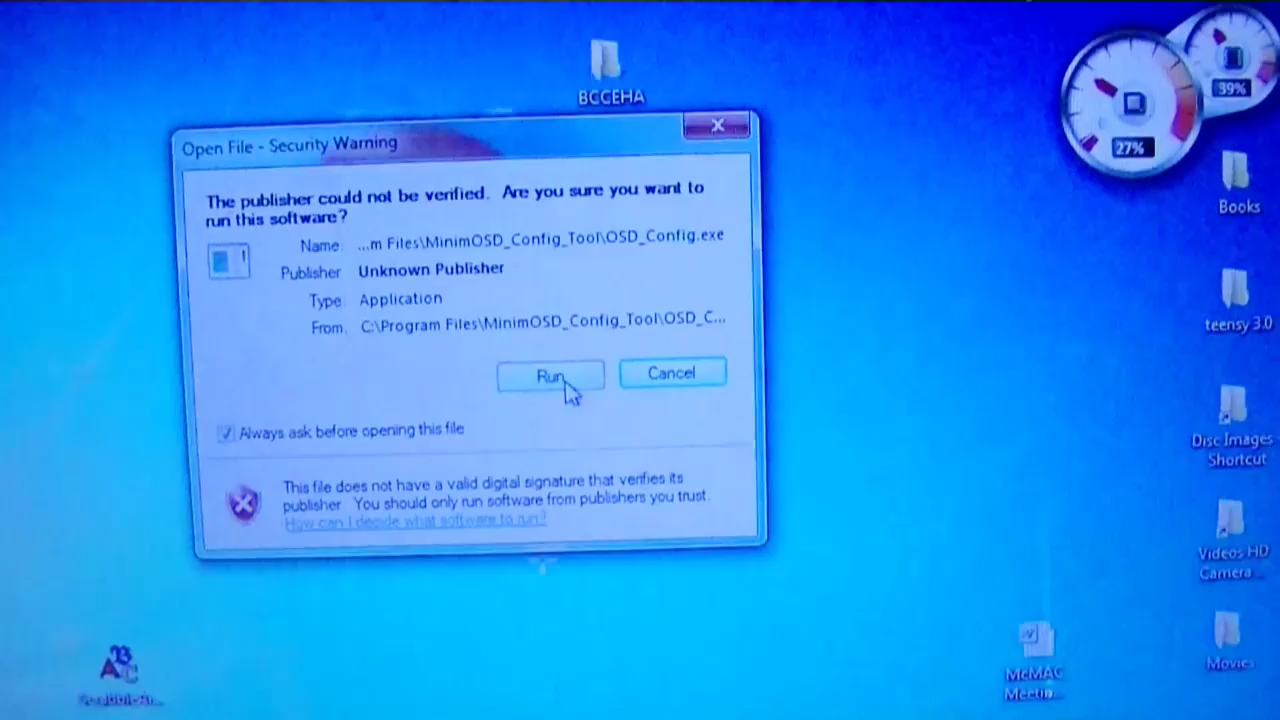 BCCEHA
39%
27%
Open File - Security Warning
The publisher could not be verified. Are you sure you want to
run this software?
Name: ...m Files\MinimOSD_Config_Tool\OSD_Config.exe
Publisher: Unknown Publisher
Type: Application
From: C:\Program Files\MinimOSD_Config_Tool\OSD_C...
Run
Cancel
Always ask before opening this file
This file does not have a valid digital signature that verifies its
publisher. You should only run software from publishers you trust.
How can I decide what software to run?
Books
teensy 3.0
Disc Images
Shortcut
Videos HD
Camera ...
Movies
McMAC
Meetin...